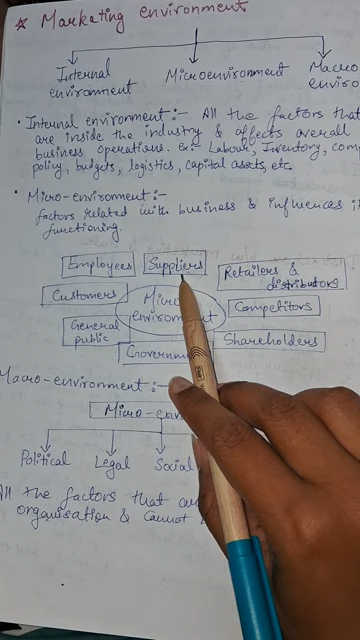 * Marketing environment
Internal environment
Microenvironment
Macro
• Internal environment :- All the factors that
are inside the industry & affects overall
business operations. ex:- Labour, Inventory,
policy, budgets, logistics, capital assets, etc.
• Micro-environment :-
factors related with business & influences
functioning.
Employees
Suppliers
Retailers & distributors
Customers
Micro
environment
Competitors
General public
Shareholders
Macro-environment :-
Political
Legal
Social
All the factors that
organisation & cannot